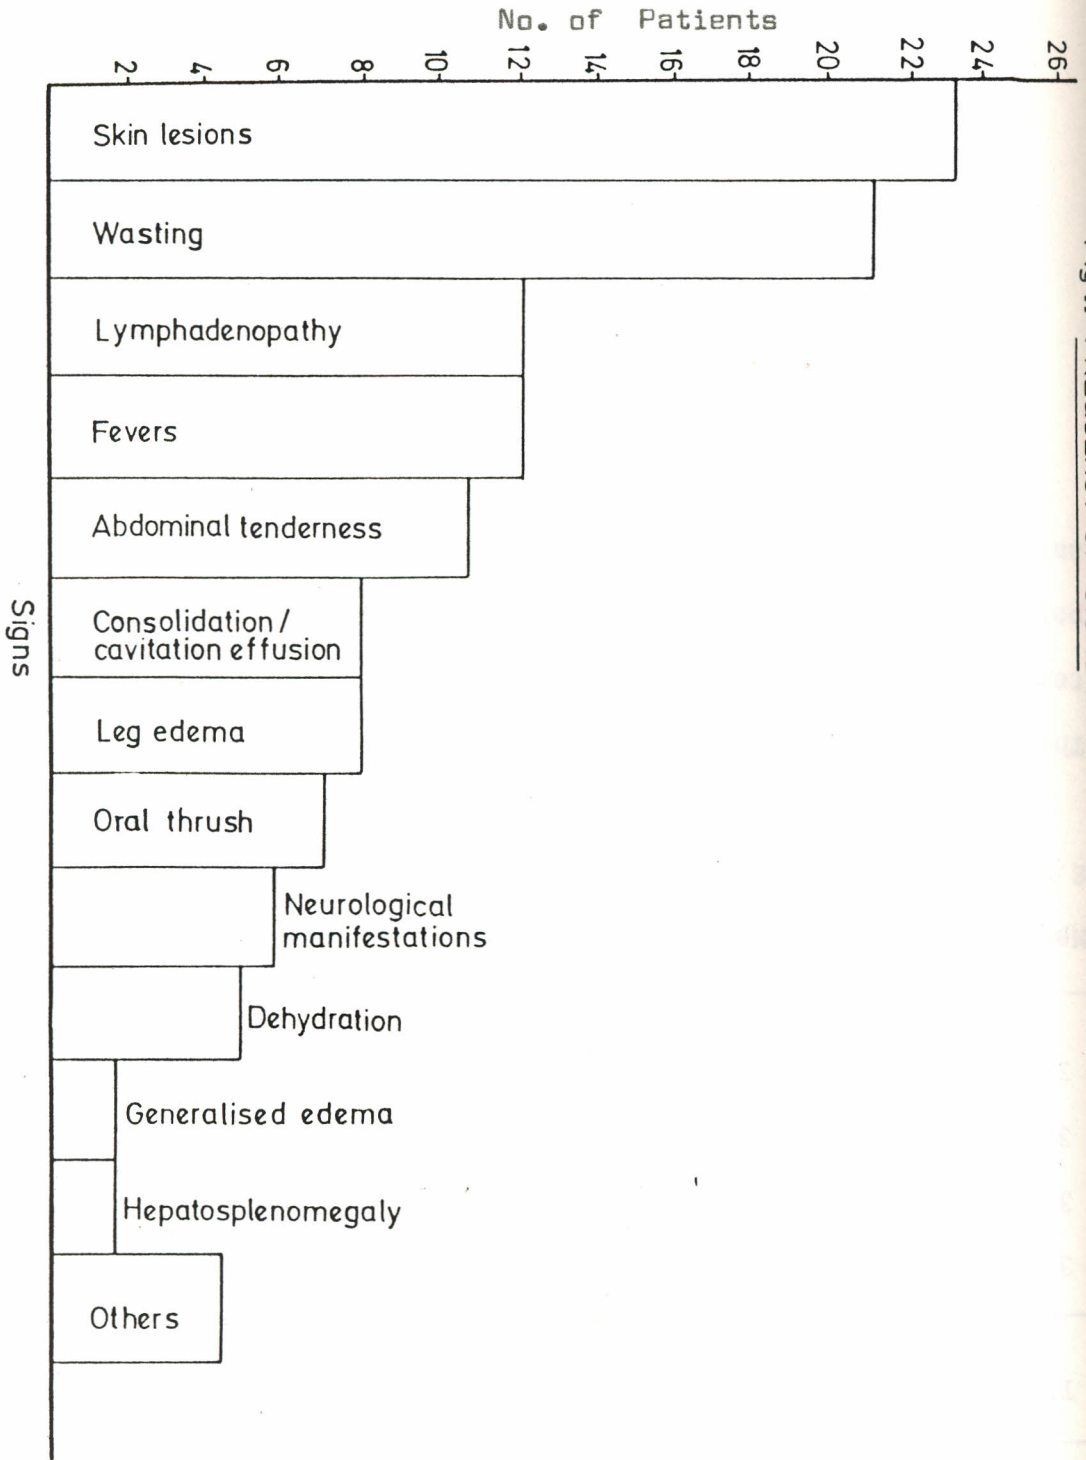 No. of Patients
2
4
6
8
10
12
14
16
18
20
22
24
26
Skin lesions
Wasting
Lymphadenopathy
Fevers
Abdominal tenderness
Consolidation/
cavitation effusion
Leg edema
Oral thrush
Neurological
manifestations
Dehydration
Generalised edema
Hepatosplenomegaly
Others
Signs